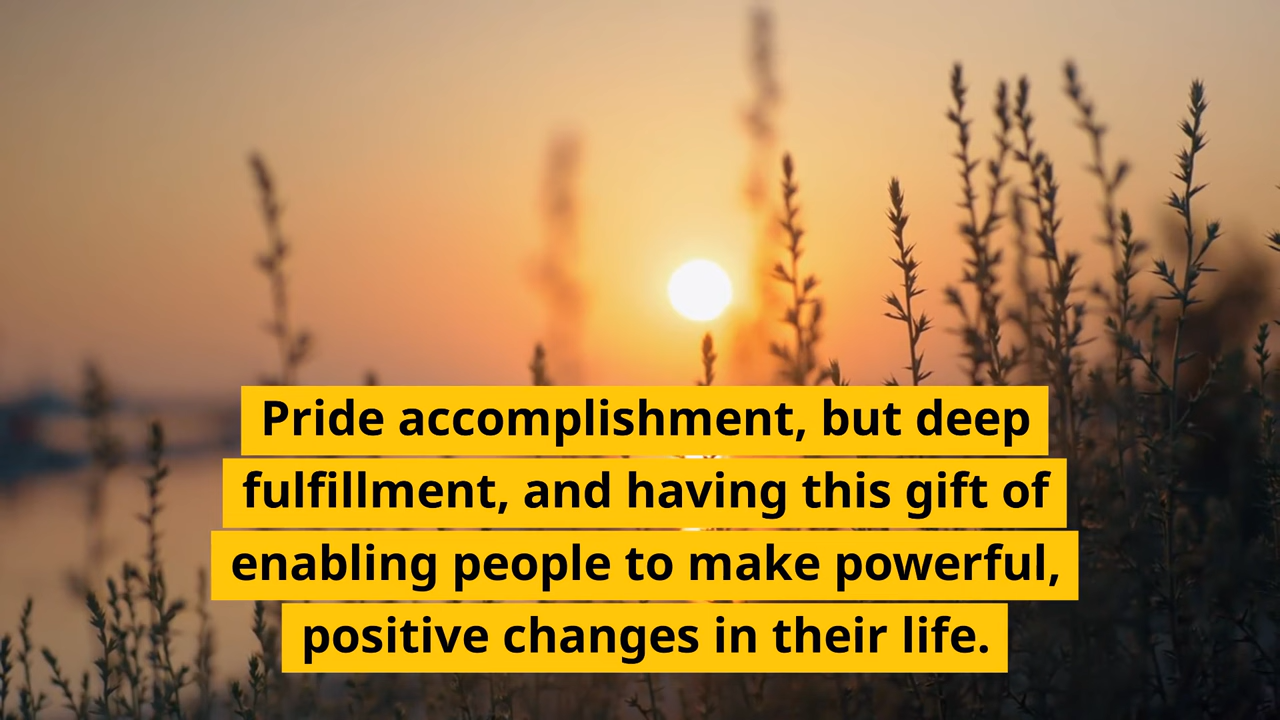 Pride accomplishment, but deep
fulfillment, and having this gift of
enabling people to make powerful,
positive changes in their life.